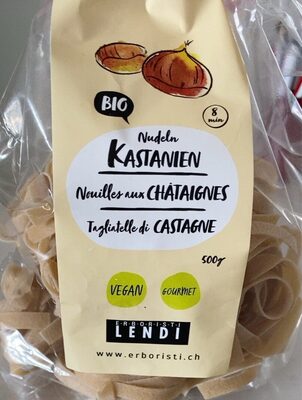 BIO
8
min
Nudeln
KASTANIEN
Nouilles aux CHÂTAIGNES
Tagliatelle di CASTAGNE
500g
VEGAN
GOURMET
ERBORISTI
LENDI
www.erboristi.ch